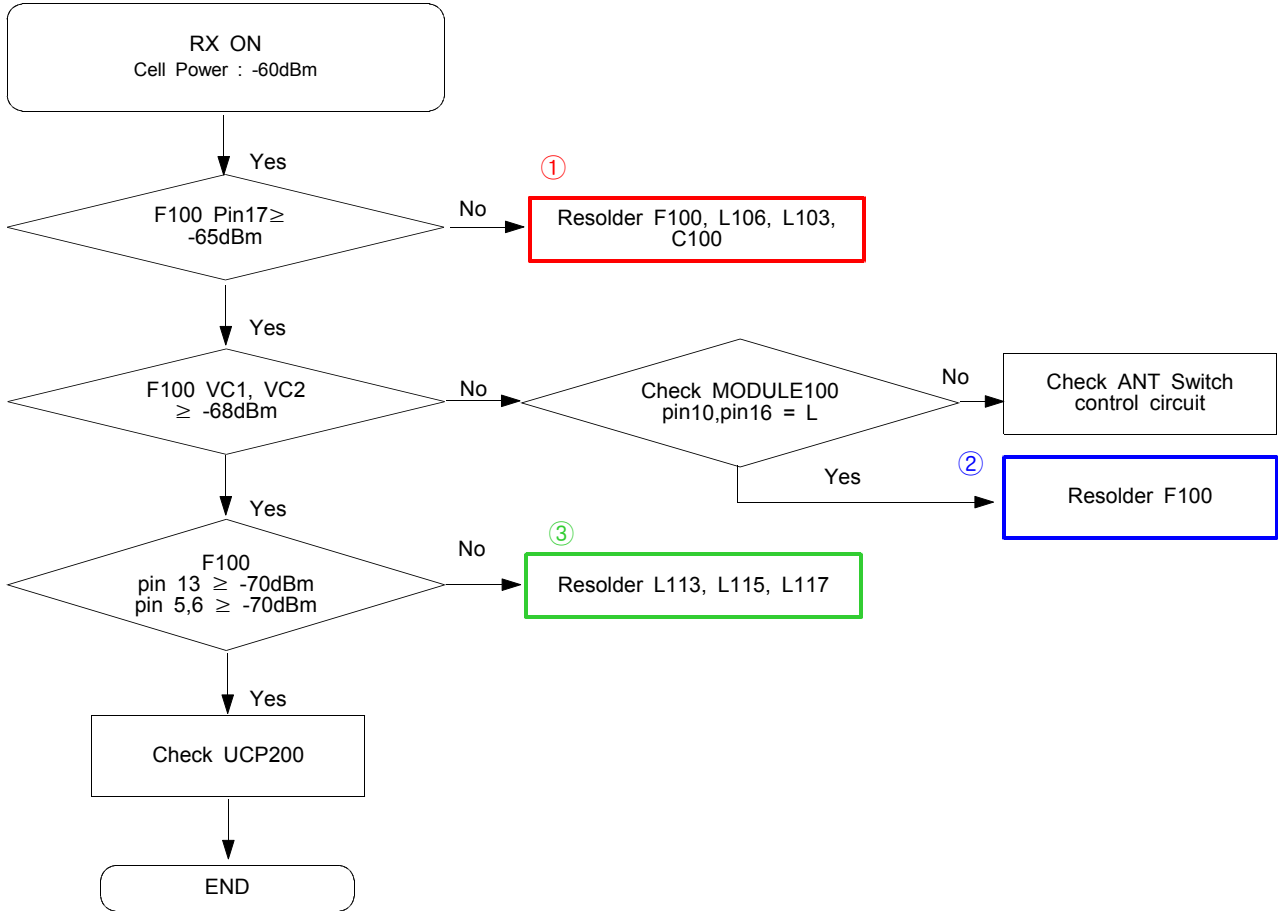 RX ON
Cell Power : -60dBm
Yes
①
F100 Pin17≥
-65dBm
No
Resolder F100, L106, L103,
C100
Yes
F100 VC1, VC2
≥ -68dBm
No
Check MODULE100
pin10,pin16 = L
No
Check ANT Switch
control circuit
Yes
②
Resolder F100
Yes
F100
pin 13 ≥ -70dBm
pin 5,6 ≥ -70dBm
No
③
Resolder L113, L115, L117
Yes
Check UCP200
END